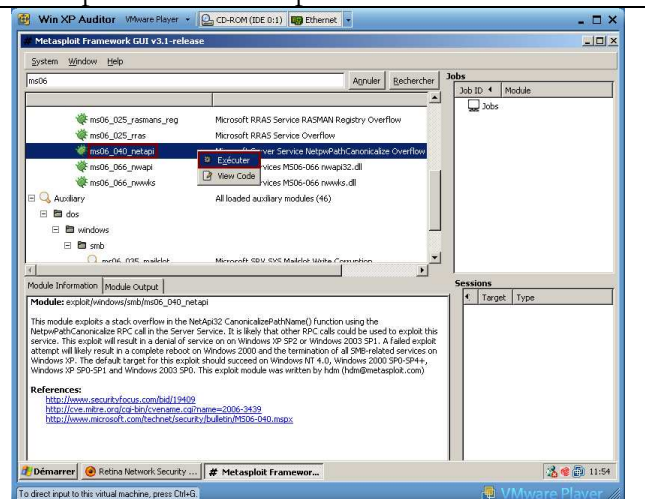 Win XP Auditor VMware Player CD-ROM (IDE 0:1) Ethernet
Metasploit Framework GUI v3.1-release
System Window Help
ms06 Annuler Rechercher
Jobs
Job ID Module
Jobs
ms06_025_rasmans_reg Microsoft RRAS Service RASMAN Registry Overflow
ms06_025_rras Microsoft RRAS Service Overflow
ms06_040_netapi Server Service NetpwPathCanonicalize Overflow
Exécuter
ms06_066_nwapi MS06-066 nwapi32.dll
View Code
ms06_066_nwwks MS06-066 nwwks.dll
Auxiliary All loaded auxiliary modules (46)
dos
windows
smb
ms06_035_mailslot Microsoft SRV.SYS Mailslot Write Corruption
Module Information Module Output
Sessions
Target Type
Module: exploit/windows/smb/ms06_040_netapi
This module exploits a stack overflow in the NetApi32 CanonicalizePathName() function using the
NetpwPathCanonicalize RPC call in the Server Service. It is likely that other RPC calls could be used to exploit this
service. This exploit will result in a denial of service on on Windows XP SP2 or Windows 2003 SP1. A failed exploit
attempt will likely result in a complete reboot on Windows 2000 and the termination of all SMB-related services on
Windows XP. The default target for this exploit should succeed on Windows NT 4.0, Windows 2000 SP0-SP4+,
Windows XP SP0-SP1 and Windows 2003 SP0. This exploit module was written by hdm (hdm@metasploit.com)
References:
http://www.securityfocus.com/bid/19409
http://cve.mitre.org/cgi-bin/cvename.cgi?name=2006-3439
http://www.microsoft.com/technet/security/bulletin/MS06-040.mspx
Démarrer Retina Network Security ... Metasploit Framewor... 11:54
To direct input to this virtual machine, press Ctrl+G. VMware Player